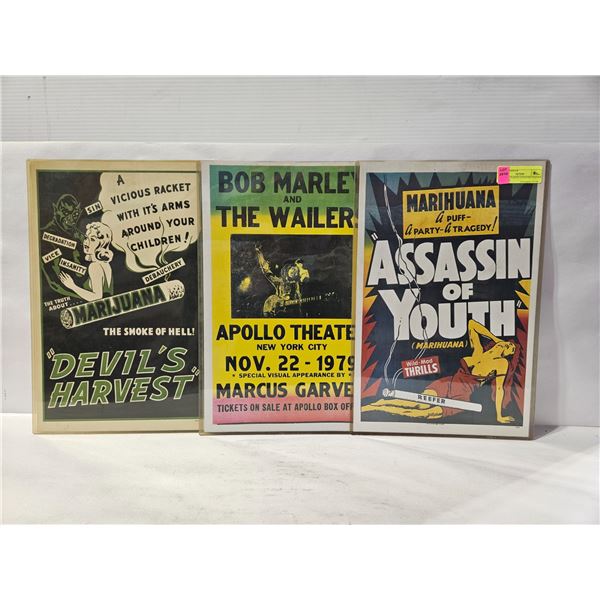 A
VICIOUS RACKET
WITH IT'S ARMS
AROUND YOUR
CHILDREN!
SIN
DEGRADATION
VICE
INSANITY
DEBAUCHERY
THE TRUTH
ABOUT....
MARIJUANA
THE SMOKE OF HELL!
"DEVIL'S"
HARVEST
BOB MARLEY
AND
THE WAILERS
APOLLO THEATE
NEW YORK CITY
NOV. 22 - 1979
* SPECIAL VISUAL APPEARANCE BY *
MARCUS GARVE
TICKETS ON SALE AT APOLLO BOX OFF
MARIHUANA
A PUFF-
A PARTY- A TRAGEDY!
"ASSASSIN
OF
YOUTH"
(MARIHUANA)
Wild-Mad
THRILLS
REEFER